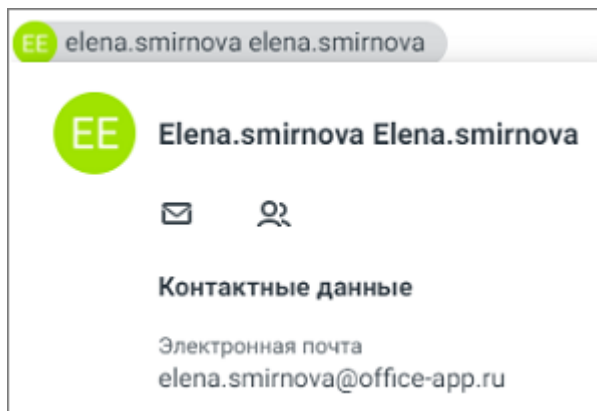 EE elena.smirnova elena.smirnova
EE Elena.smirnova Elena.smirnova
Контактные данные
Электронная почта
elena.smirnova@office-app.ru